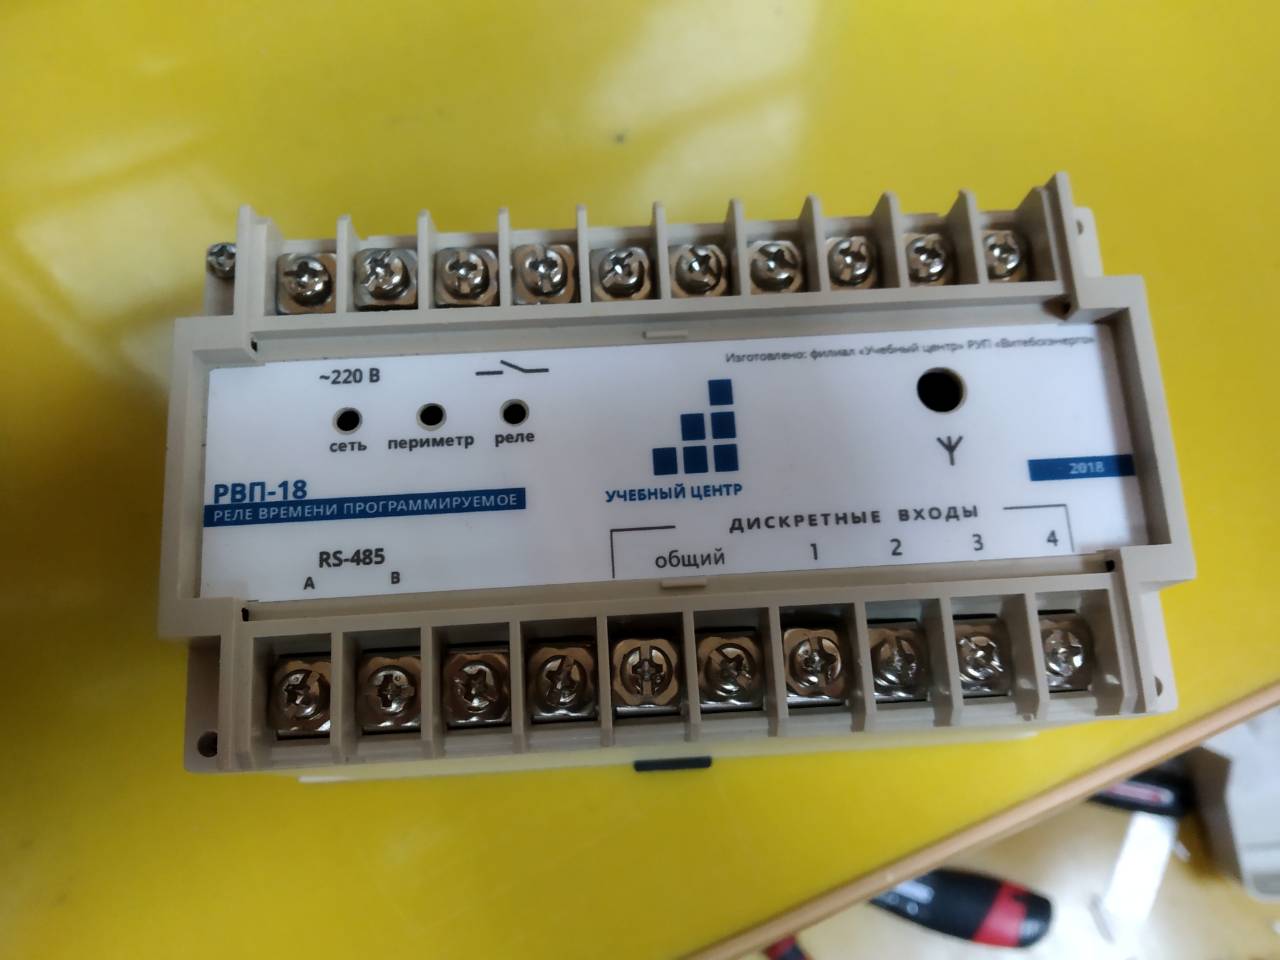 Изготовлено: филиал «Учебный центр» РУП «Витебскэнерго»
~220 В
сеть периметр реле
РВП-18
РЕЛЕ ВРЕМЕНИ ПРОГРАММИРУЕМОЕ
УЧЕБНЫЙ ЦЕНТР
2018
ДИСКРЕТНЫЕ ВХОДЫ
общий 1 2 3 4
RS-485
A B